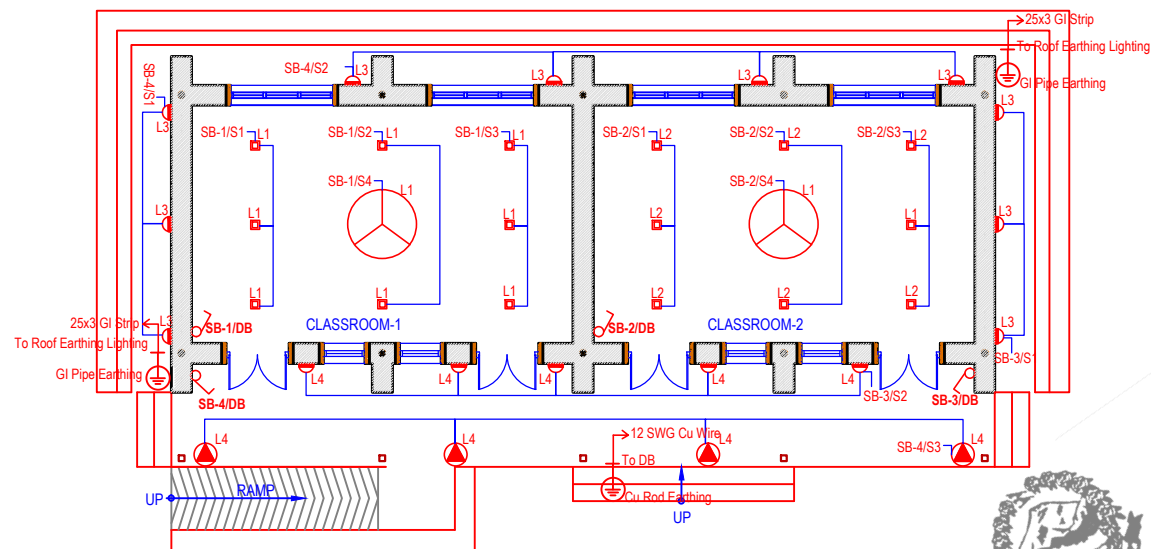 25x3 GI Strip
To Roof Earthing Lighting
GI Pipe Earthing
SB-4/S2
L3
L3
L3
L3
SB-4/S1
L3
L3
SB-1/S1
L1
SB-1/S2
L1
SB-1/S3
L1
SB-2/S1
L2
SB-2/S2
L2
SB-2/S3
L2
SB-1/S4
L1
SB-2/S4
L1
L3
L1
L1
L2
L1
L3
L1
L1
L1
L2
L2
L2
25x3 GI Strip
L3
SB-1/DB
CLASSROOM-1
SB-2/DB
CLASSROOM-2
L3
To Roof Earthing Lighting
SB-3/S1
GI Pipe Earthing
L4
L4
L4
L4
L4
SB-4/DB
SB-3/S2
SB-3/DB
L4
L4
12 SWG Cu Wire
L4
L4
SB-4/S3
To DB
UP
RAMP
Cu Rod Earthing
UP